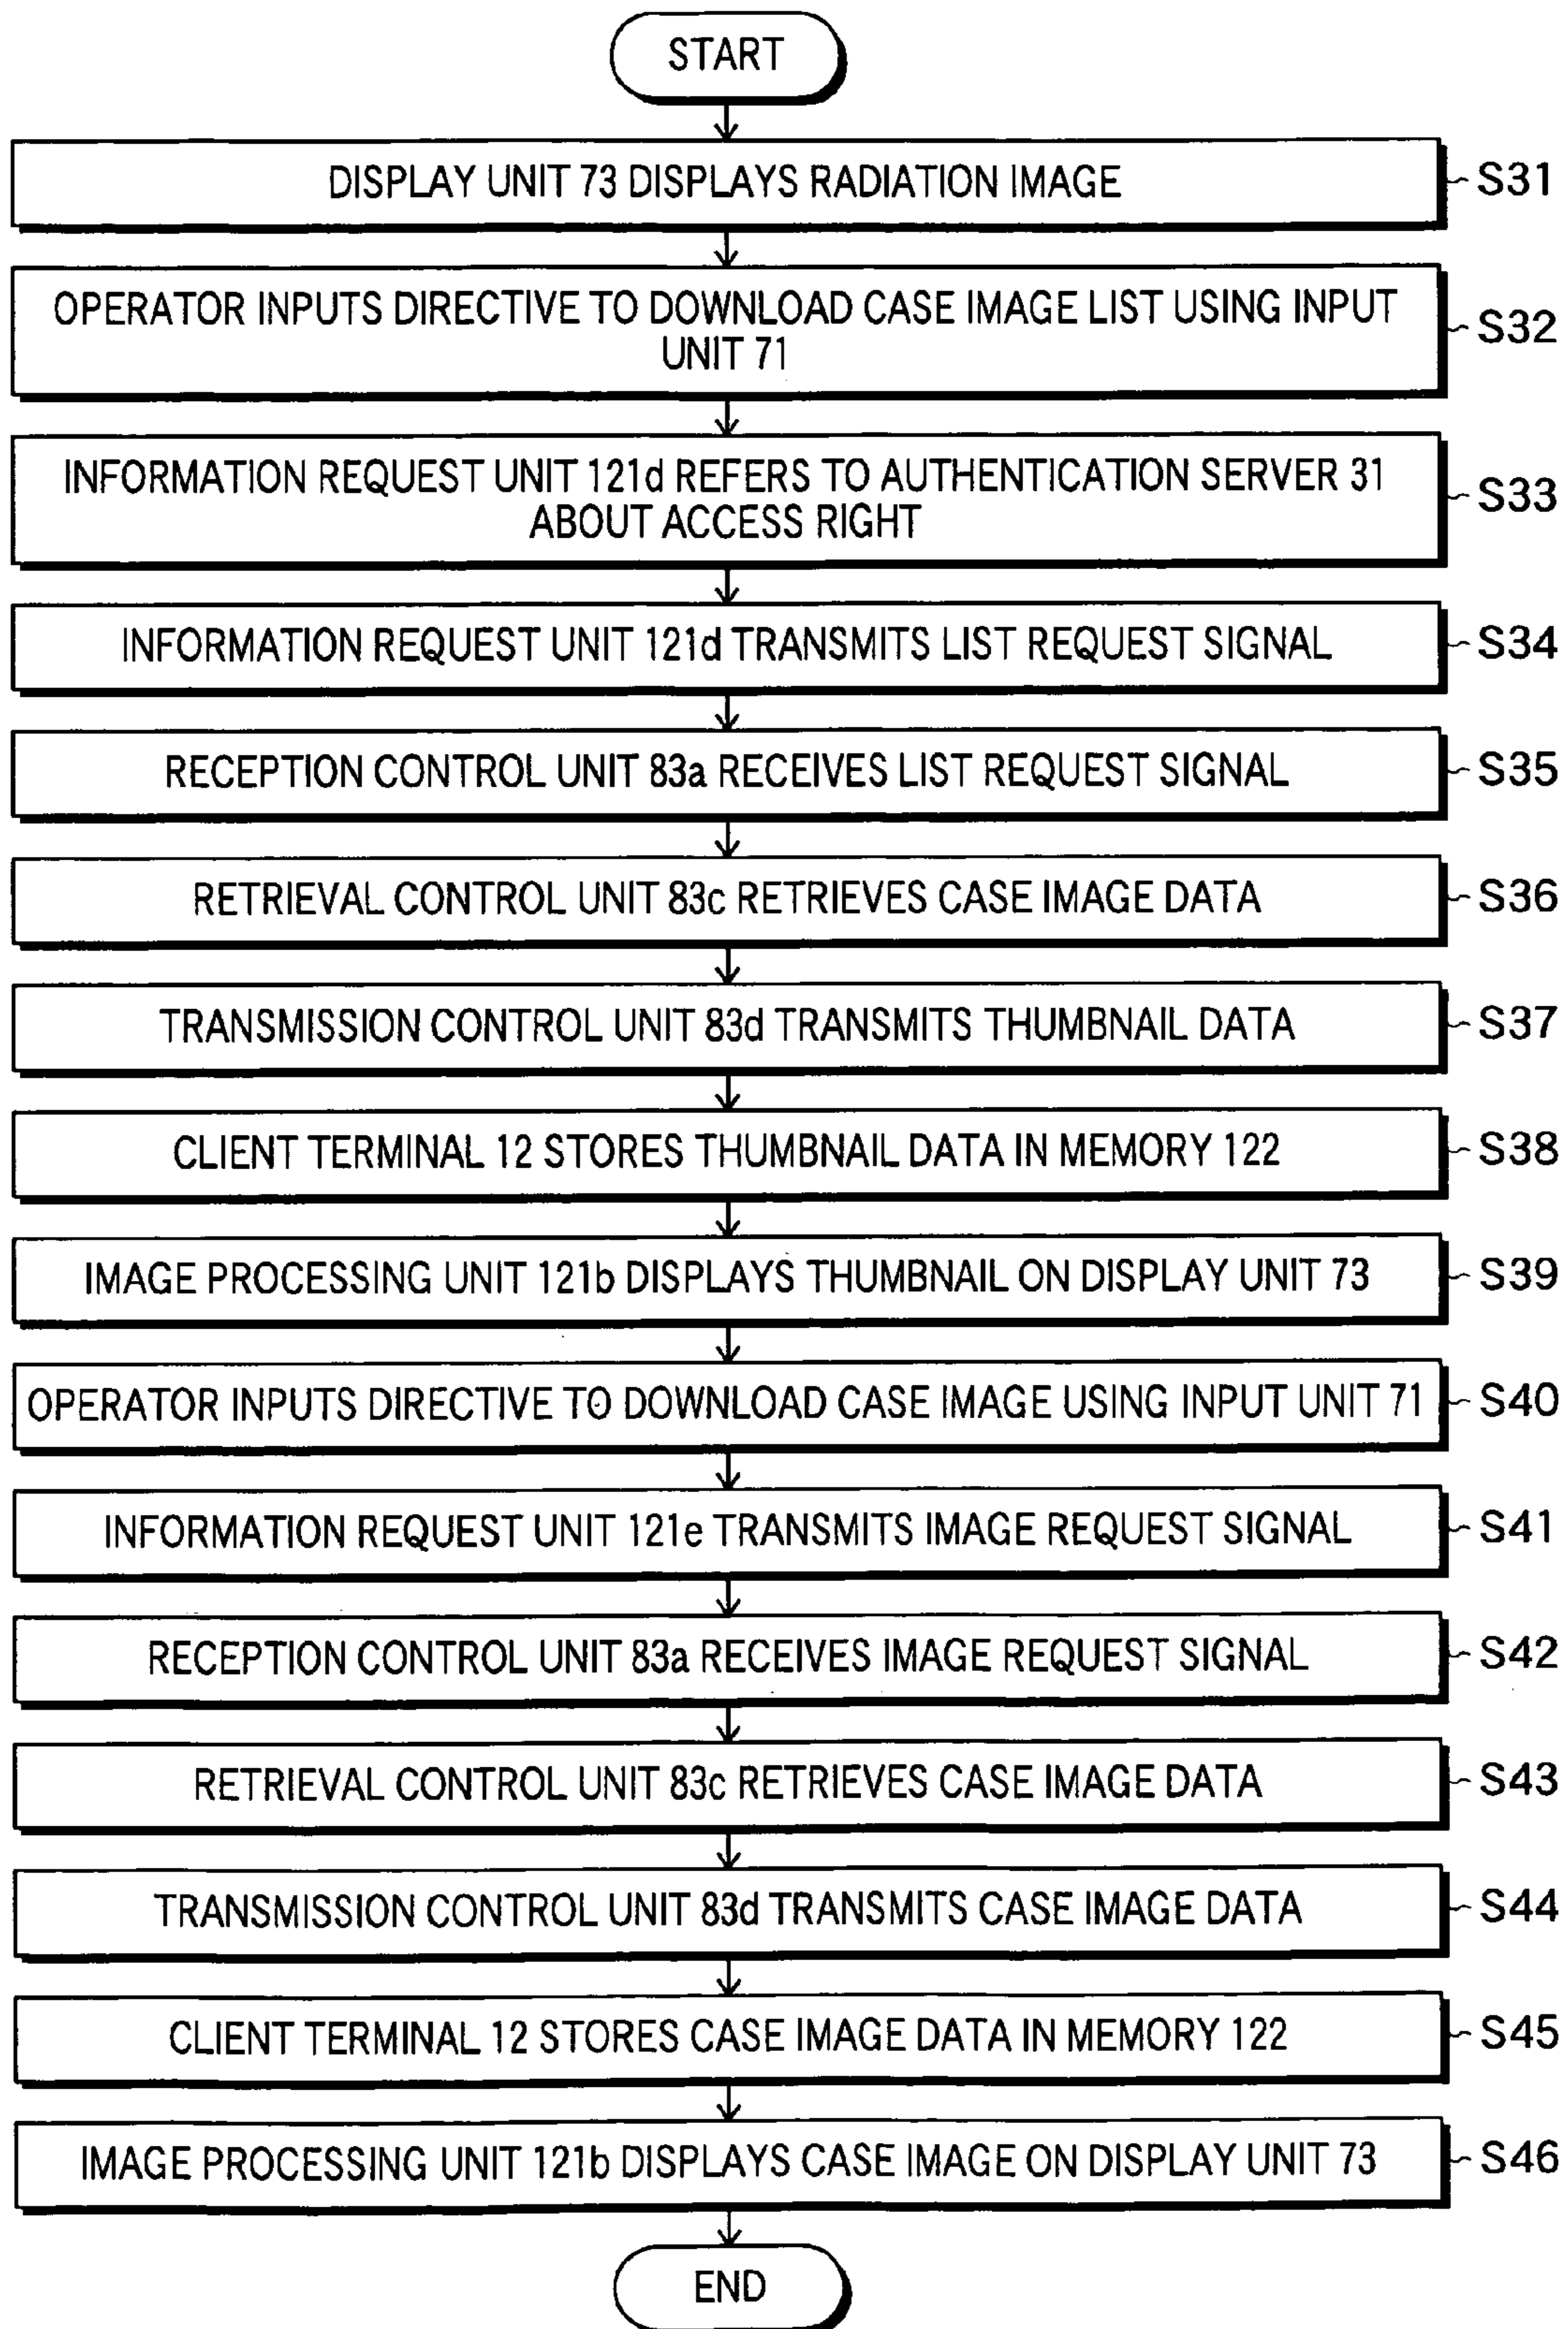 START
DISPLAY UNIT 73 DISPLAYS RADIATION IMAGE
S31
OPERATOR INPUTS DIRECTIVE TO DOWNLOAD CASE IMAGE LIST USING INPUT
UNIT 71
S32
INFORMATION REQUEST UNIT 121d REFERS TO AUTHENTICATION SERVER 31
ABOUT ACCESS RIGHT
S33
INFORMATION REQUEST UNIT 121d TRANSMITS LIST REQUEST SIGNAL
S34
RECEPTION CONTROL UNIT 83a RECEIVES LIST REQUEST SIGNAL
S35
RETRIEVAL CONTROL UNIT 83c RETRIEVES CASE IMAGE DATA
S36
TRANSMISSION CONTROL UNIT 83d TRANSMITS THUMBNAIL DATA
S37
CLIENT TERMINAL 12 STORES THUMBNAIL DATA IN MEMORY 122
S38
IMAGE PROCESSING UNIT 121b DISPLAYS THUMBNAIL ON DISPLAY UNIT 73
S39
OPERATOR INPUTS DIRECTIVE TO DOWNLOAD CASE IMAGE USING INPUT UNIT 71
S40
INFORMATION REQUEST UNIT 121e TRANSMITS IMAGE REQUEST SIGNAL
S41
RECEPTION CONTROL UNIT 83a RECEIVES IMAGE REQUEST SIGNAL
S42
RETRIEVAL CONTROL UNIT 83c RETRIEVES CASE IMAGE DATA
S43
TRANSMISSION CONTROL UNIT 83d TRANSMITS CASE IMAGE DATA
S44
CLIENT TERMINAL 12 STORES CASE IMAGE DATA IN MEMORY 122
S45
IMAGE PROCESSING UNIT 121b DISPLAYS CASE IMAGE ON DISPLAY UNIT 73
S46
END